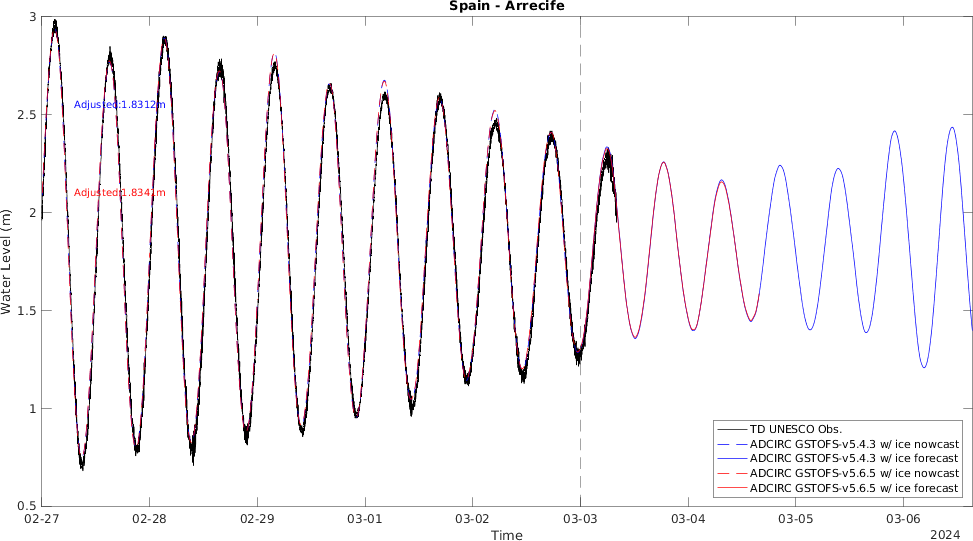 Spain - Arrecife
3
2.5
2
1.5
1
0.5
Water Level (m)
Adjusted:1.8312m
Adjusted:1.8341m
TD UNESCO Obs.
ADCIRC GSTOFS-v5.4.3 w/ ice nowcast
ADCIRC GSTOFS-v5.4.3 w/ ice forecast
ADCIRC GSTOFS-v5.6.5 w/ ice nowcast
ADCIRC GSTOFS-v5.6.5 w/ ice forecast
02-27 02-28 02-29 03-01 03-02 03-03 03-04 03-05 03-06
Time
2024